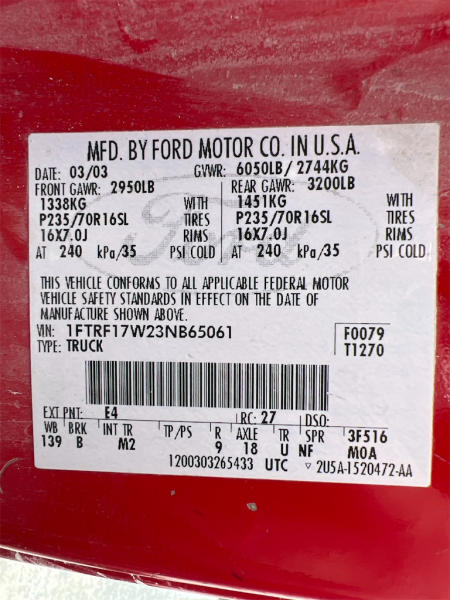 MFD. BY FORD MOTOR CO. IN U.S.A.
DATE: 03/03 GVWR: 6050LB/2744KG
FRONT GAWR: 2950LB REAR GAWR: 3200LB
1338KG WITH 1451KG WITH
P235/70R16SL TIRES P235/70R16SL TIRES
16X7.0J RIMS 16X7.0J RIMS
AT 240 kPa/35 PSI COLD AT 240 kPa/35 PSI COLD
Ford
THIS VEHICLE CONFORMS TO ALL APPLICABLE FEDERAL MOTOR
VEHICLE SAFETY STANDARDS IN EFFECT ON THE DATE OF
MANUFACTURE SHOWN ABOVE.
VIN: 1FTRF17W23NB65061 F0079
TYPE: TRUCK T1270
EXT PNT: E4 RC: 27 DSO:
WB BRK INT TR TP/PS R AXLE TR SPR 3F516
139 B M2 9 18 U NF MOA
1200303265433 UTC ▽ 2U5A-1520472-AA